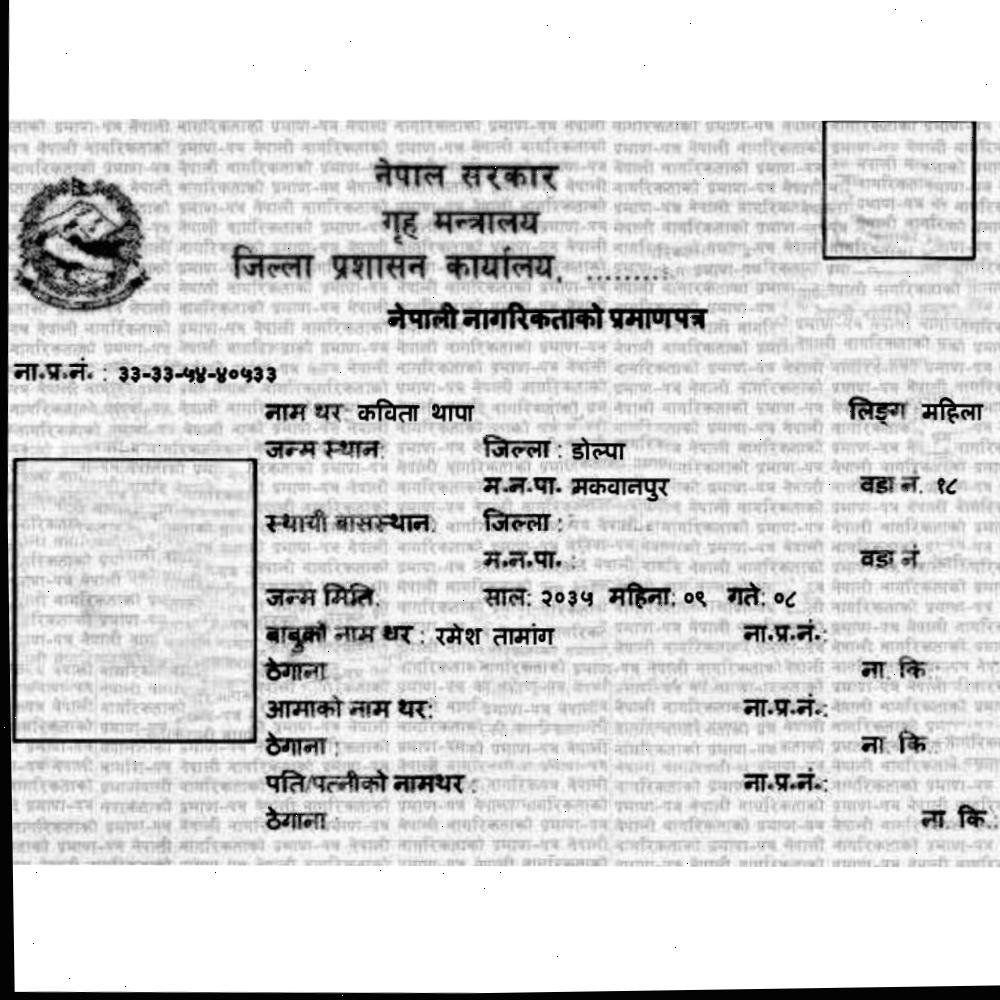 नेपाल सरकार
गृह मन्त्रालय
जिल्ला प्रशासन कार्यालय, ..........
नेपाली नागरिकताको प्रमाणपत्र
ना.प्र.नं. : ३३-३३-५४-४०५३३
नाम थर: कविता थापा लिङ्ग महिला
जन्म स्थान: जिल्ला : डोल्पा
म.न.पा. मकवानपुर वडा नं. १८
स्थायी बासस्थान: जिल्ला :
म.न.पा. : वडा नं
जन्म मिति: साल: २०३५ महिना: ०९ गते: ०८
बाबुको नाम थर : रमेश तामांग ना.प्र.नं.:
ठेगाना ना. कि.:
आमाको नाम थर: ना.प्र.नं.:
ठेगाना : ना. कि.:
पति/पत्नीको नामथर : ना.प्र.नं.:
ठेगाना : ना. कि.: